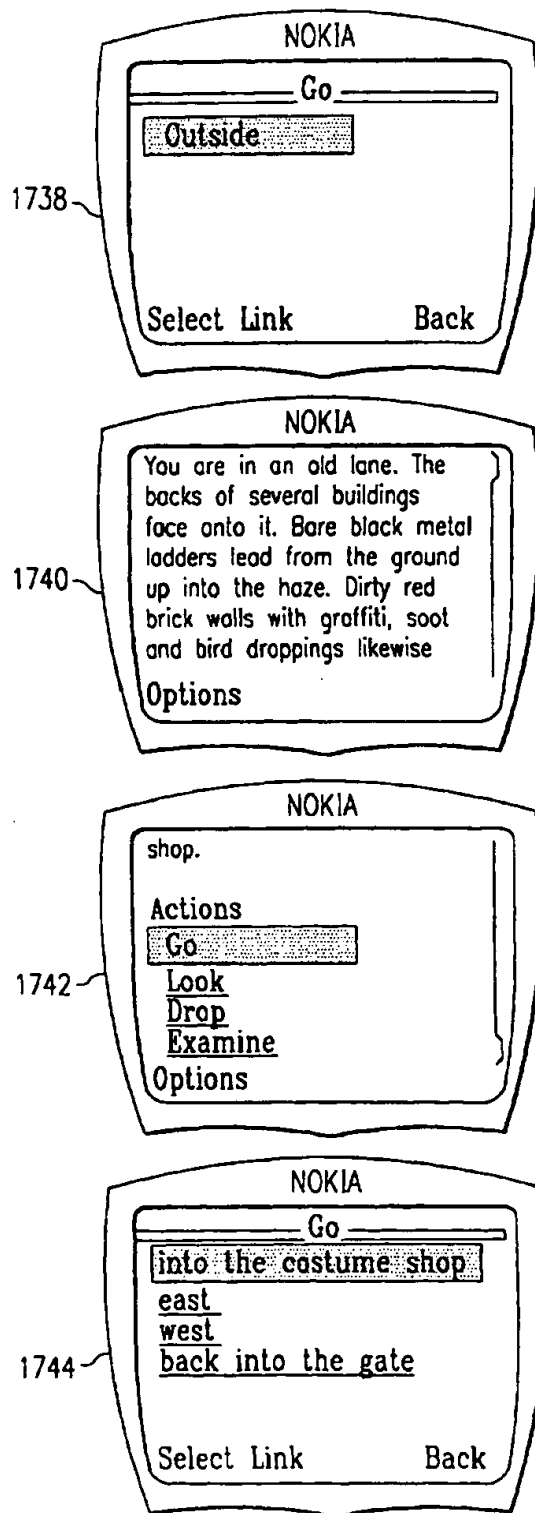 NOKIA
Go
Outside
1738
Select Link Back
NOKIA
You are in an old lane. The
backs of several buildings
face onto it. Bare black metal
ladders lead from the ground
1740
up into the haze. Dirty red
brick walls with graffiti, soot
and bird droppings likewise
Options
NOKIA
shop.
Actions
Go
1742
Look
Drop
Examine
Options
NOKIA
Go
into the costume shop
east
west
1744
back into the gate
Select Link Back